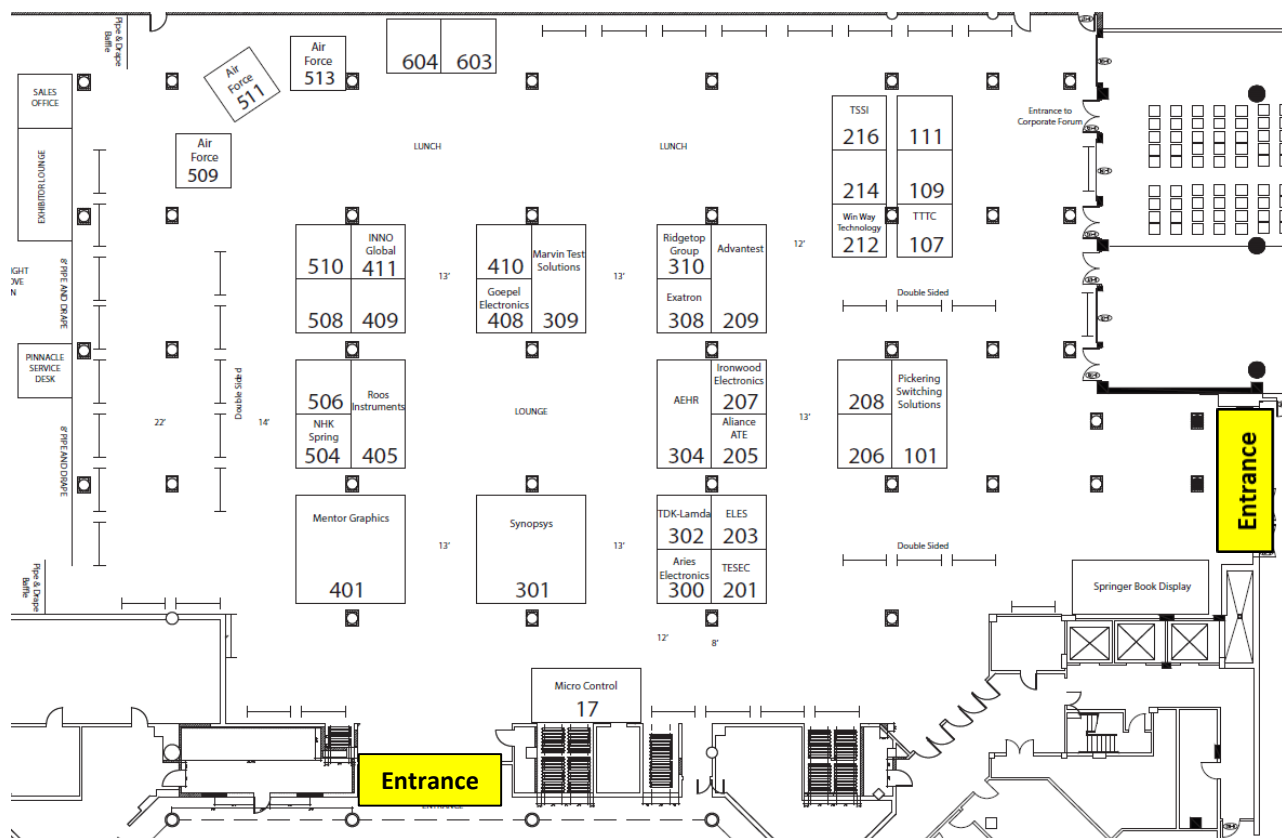 Pipe & Drape
Baffle
SALES
OFFICE
EXHIBITOR LOUNGE
8' PIPE AND DRAPE
PINNACLE
SERVICE
DESK
8' PIPE AND DRAPE
Pipe & Drape
Baffle
Air
Force
511
Air
Force
513
Air
Force
509
604
603
LUNCH
LUNCH
TSSI
216
111
214
109
Win Way
Technology
212
TTTC
107
Entrance to
Corporate Forum
510
INNO
Global
411
508
409
13'
410
Marvin Test
Solutions
Goepel
Electronics
408
309
13'
Ridgetop
Group
310
Advantest
Exatron
308
209
12'
Double Sided
22'
Double Sided
14'
506
Roos
Instruments
NHK
Spring
504
405
LOUNGE
AEHR
304
Ironwood
Electronics
207
Aliance
ATE
205
13'
208
Pickering
Switching
Solutions
206
101
Entrance
Mentor Graphics
401
13'
Synopsys
301
13'
TDK-Lamda
302
ELES
203
Aries
Electronics
300
TESEC
201
Double Sided
Springer Book Display
12'
8'
Micro Control
17
Entrance